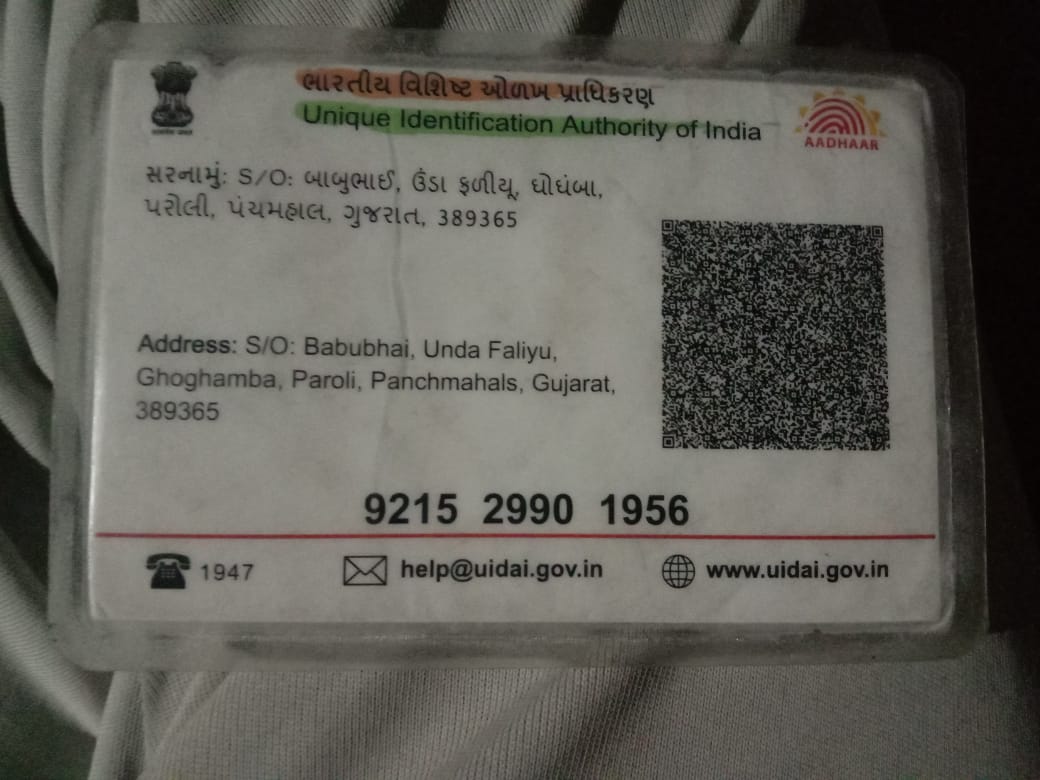 ભારતીય વિશિષ્ટ ઓળખ પ્રાધિકરણ
Unique Identification Authority of India
AADHAAR
સરનામું: S/O: બાબુભાઈ, ઉંડા ફળીયૂ, ઘોઘંબા,
પરોલી, પંચમહાલ, ગુજરાત, 389365
Address: S/O: Babubhai, Unda Faliyu,
Ghoghamba, Paroli, Panchmahals, Gujarat,
389365
9215 2990 1956
1947
help@uidai.gov.in
www.uidai.gov.in